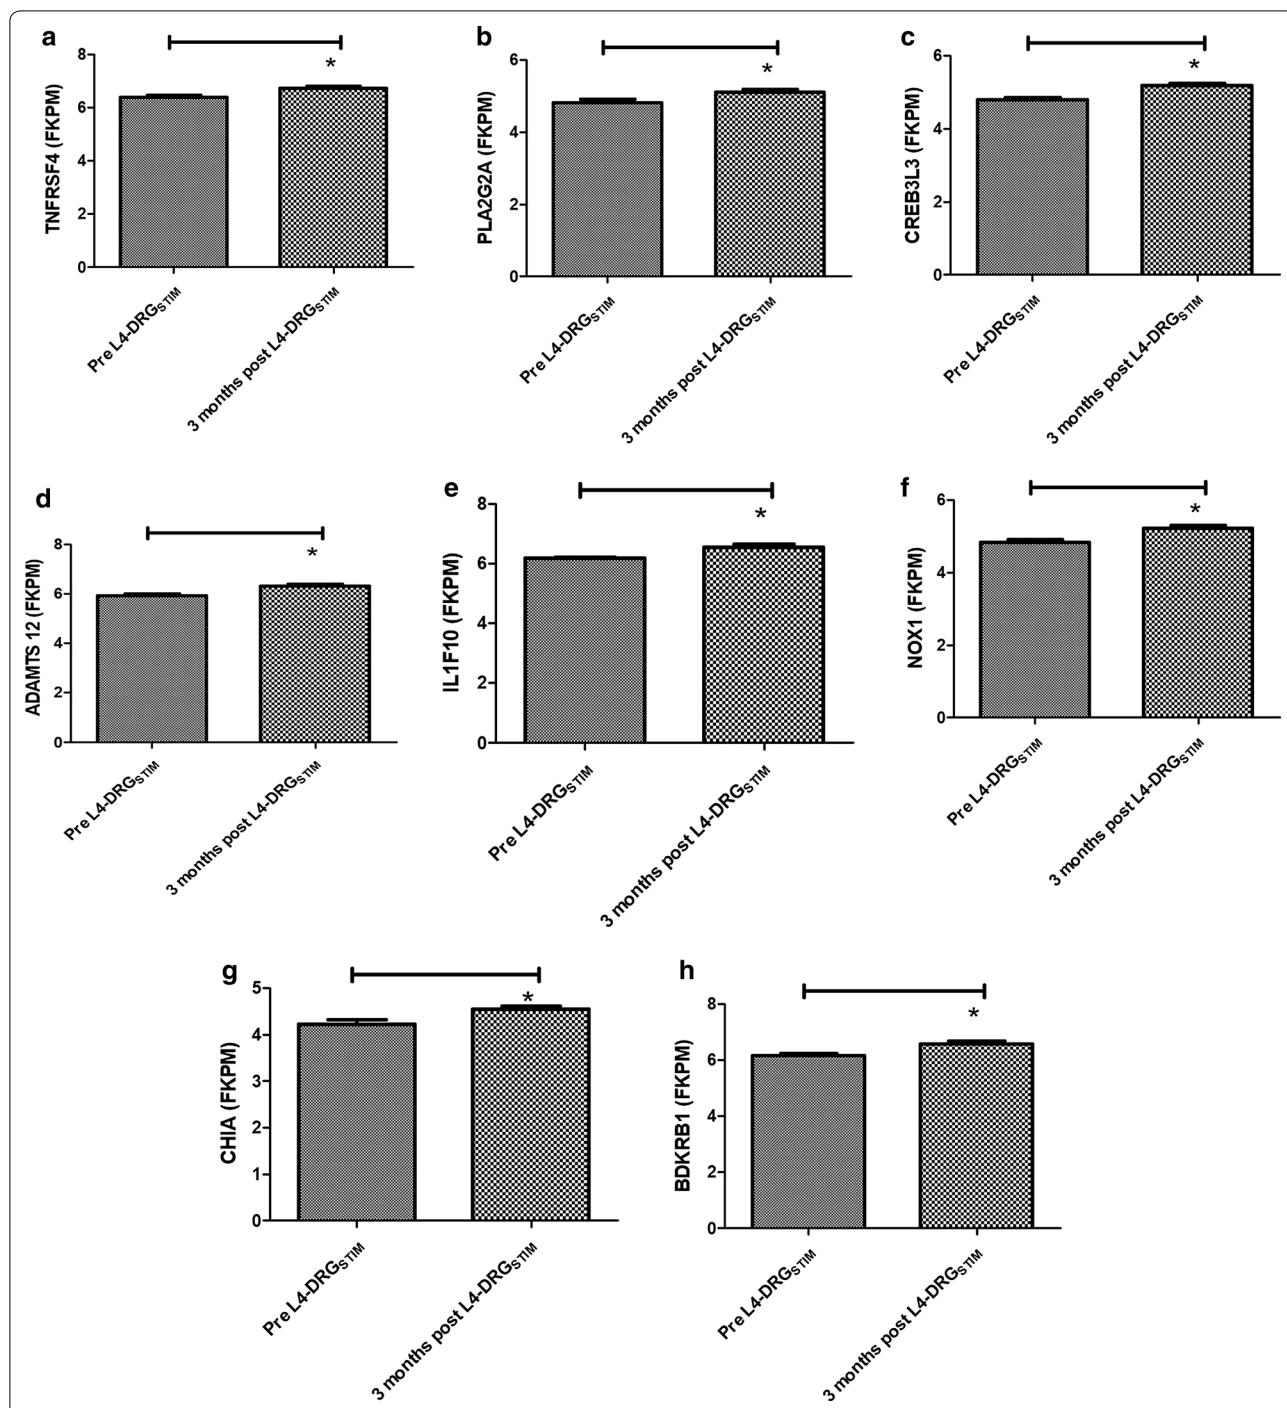 a
*
8
6
4
2
0
TNFRSF4 (FKPM)
Pre L4-DRGSTIM
3 months post L4-DRGSTIM
b
*
6
4
2
0
PLA2G2A (FKPM)
Pre L4-DRGSTIM
3 months post L4-DRGSTIM
c
*
6
4
2
0
CREB3L3 (FKPM)
Pre L4-DRGSTIM
3 months post L4-DRGSTIM
d
*
8
6
4
2
0
ADAMTS 12 (FKPM)
Pre L4-DRGSTIM
3 months post L4-DRGSTIM
e
*
8
6
4
2
0
IL1F10 (FKPM)
Pre L4-DRGSTIM
3 months post L4-DRGSTIM
f
*
6
4
2
0
NOX1 (FKPM)
Pre L4-DRGSTIM
3 months post L4-DRGSTIM
g
*
5
4
3
2
1
0
CHIA (FKPM)
Pre L4-DRGSTIM
3 months post L4-DRGSTIM
h
*
8
6
4
2
0
BDKRB1 (FKPM)
Pre L4-DRGSTIM
3 months post L4-DRGSTIM